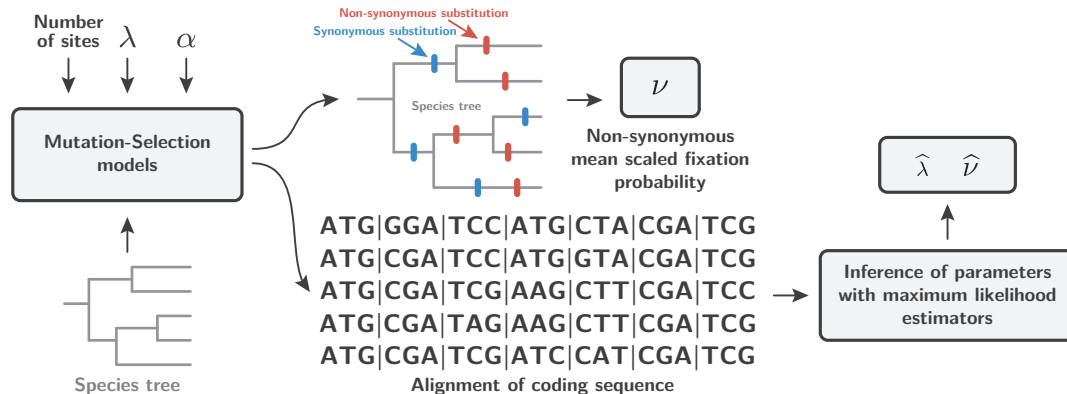 Number
of sites
λ
α
Mutation-Selection
models
Species tree
Non-synonymous substitution
Synonymous substitution
Species tree
ν
Non-synonymous
mean scaled fixation
probability
ATG|GGA|TCC|ATG|CTA|CGA|TCG
ATG|CGA|TCC|ATG|GTA|CGA|TCG
ATG|CGA|TCG|AAG|CTT|CGA|TCC
ATG|CGA|TAG|AAG|CTT|CGA|TCG
ATG|CGA|TCG|ATC|CAT|CGA|TCG
Alignment of coding sequence
λ̂ ν̂
Inference of parameters
with maximum likelihood
estimators